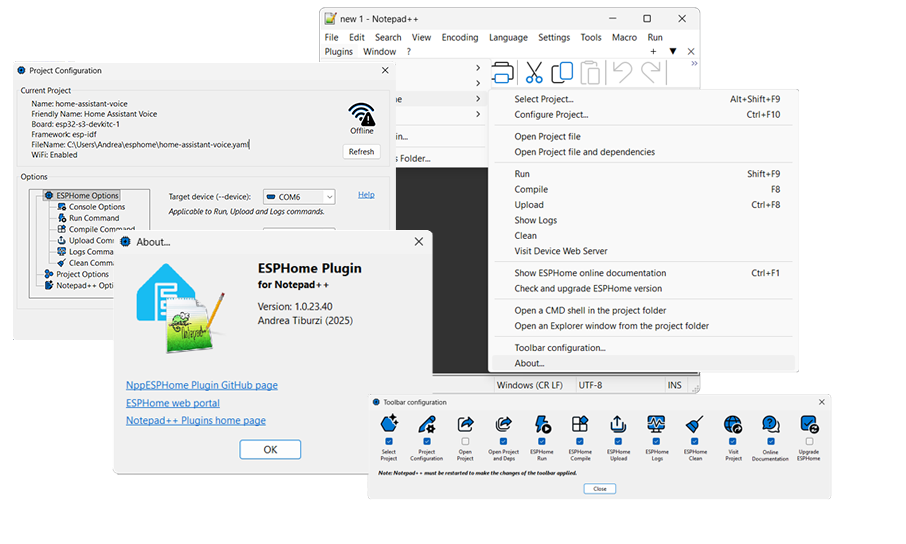 new 1 - Notepad++
File Edit Search View Encoding Language Settings Tools Macro Run
Plugins Window ?
+ ▼ X
»
Project Configuration
Current Project
Name: home-assistant-voice
Friendly Name: Home Assistant Voice
Board: esp32-s3-devkitc-1
Framework: esp-idf
FileName: C:\Users\Andrea\esphome\home-assistant-voice.yaml
WiFi: Enabled
Offline
Refresh
Options
ESPHome Options
Console Options
Run Command
Compile Command
Upload Comm
Logs Comma
Clean Comm
Project Options
Notepad++ Opti
Target device (--device):
COM6
Help
Applicable to Run, Upload and Logs commands.
Folder...
Select Project... Alt+Shift+F9
Configure Project... Ctrl+F10
Open Project file
Open Project file and dependencies
Run Shift+F9
Compile F8
Upload Ctrl+F8
Show Logs
Clean
Visit Device Web Server
Show ESPHome online documentation Ctrl+F1
Check and upgrade ESPHome version
Open a CMD shell in the project folder
Open an Explorer window from the project folder
Toolbar configuration...
About...
Windows (CR LF) UTF-8 INS
About...
ESPHome Plugin
for Notepad++
Version: 1.0.23.40
Andrea Tiburzi (2025)
NppESPHome Plugin GitHub page
ESPHome web portal
Notepad++ Plugins home page
OK
Toolbar configuration
Select Project
Project Configuration
Open Project
Open Project and Deps
ESPHome Run
ESPHome Compile
ESPHome Upload
ESPHome Logs
ESPHome Clean
Visit Project
Online Documentation
Upgrade ESPHome
Note: Notepad++ must be restarted to make the changes of the toolbar applied.
Close